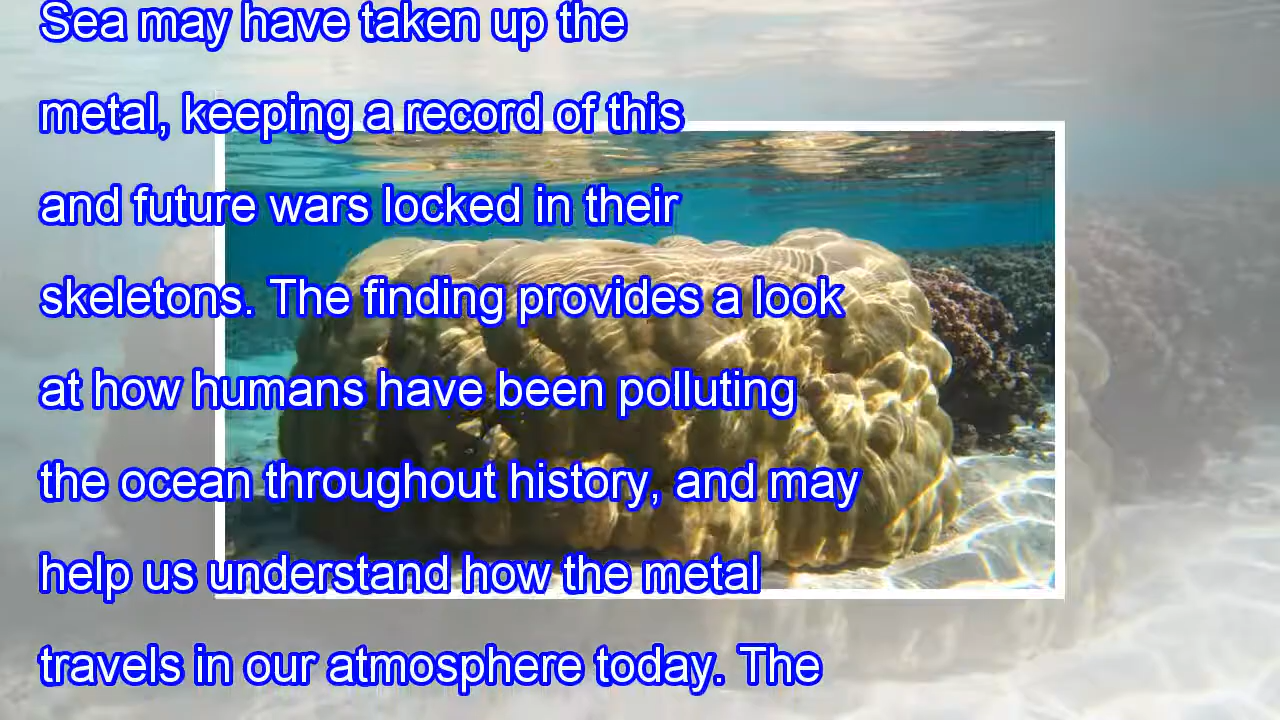 Sea may have taken up the
metal, keeping a record of this
and future wars locked in their
skeletons. The finding provides a look
at how humans have been polluting
the ocean throughout history, and may
help us understand how the metal
travels in our atmosphere today. The